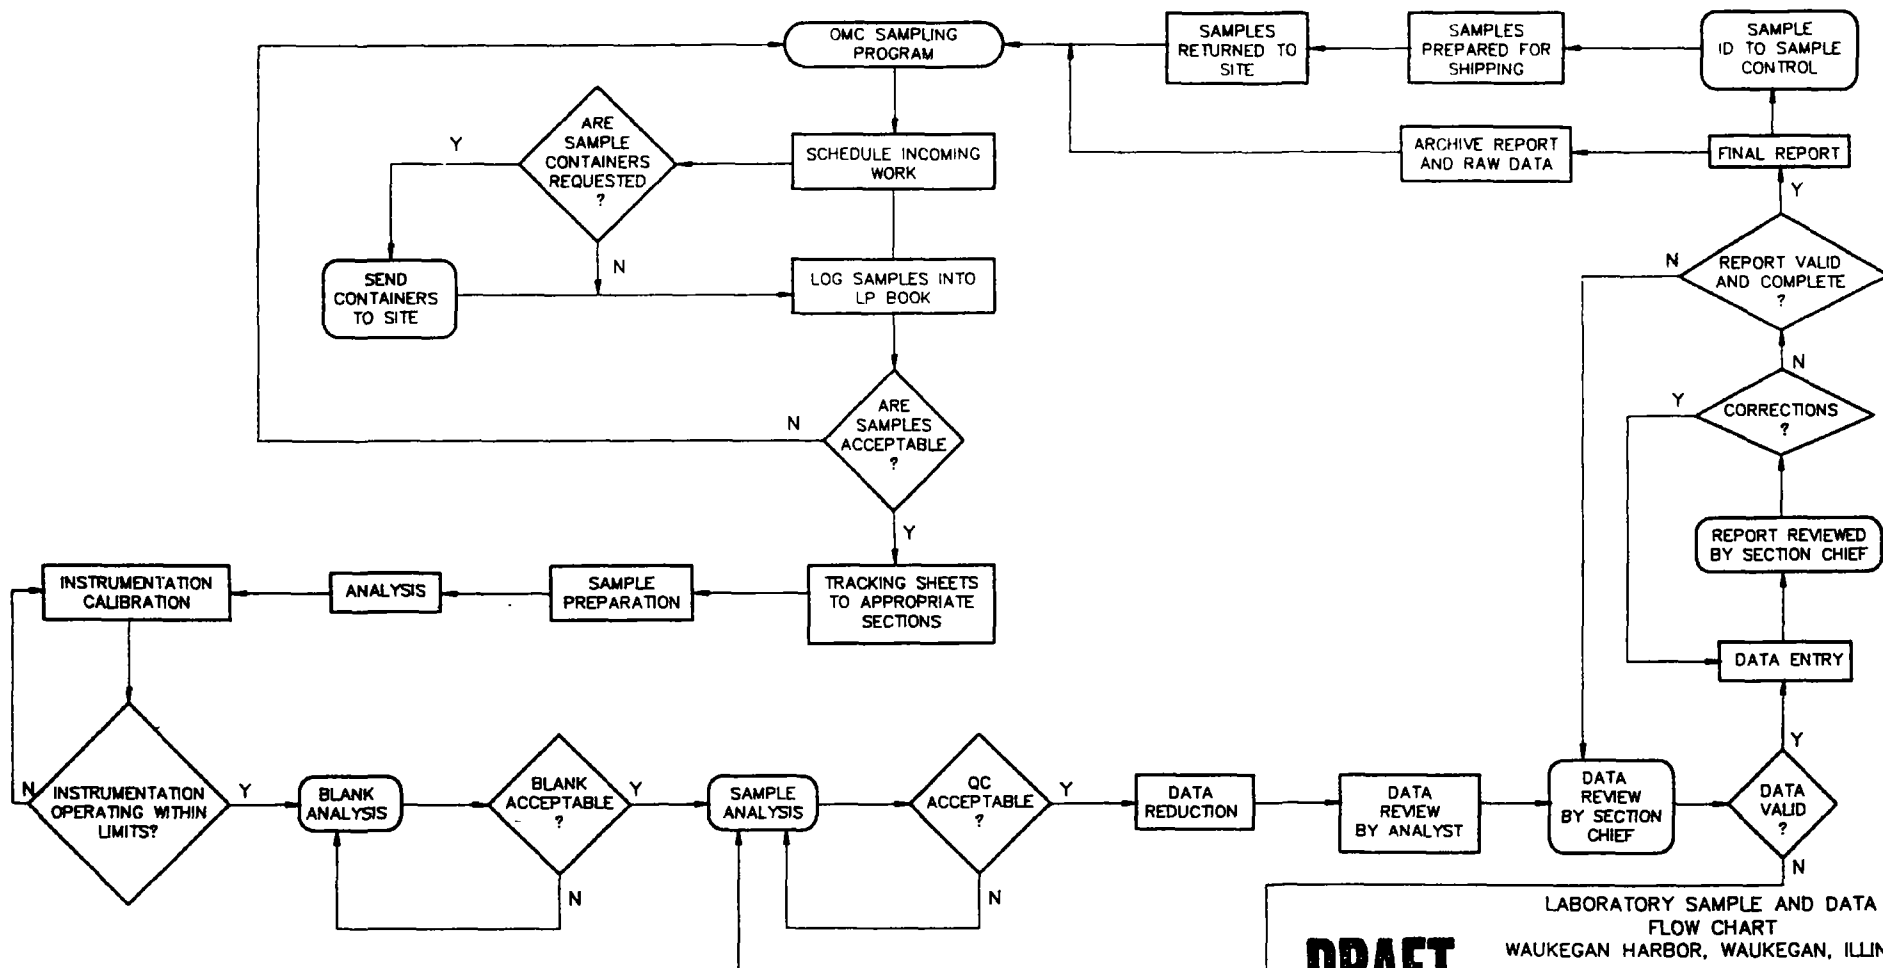 OMC SAMPLING
PROGRAM
SAMPLES
RETURNED TO
SITE
SAMPLES
PREPARED FOR
SHIPPING
SAMPLE
ID TO SAMPLE
CONTROL
ARE
SAMPLE
CONTAINERS
REQUESTED
?
Y
N
SCHEDULE INCOMING
WORK
ARCHIVE REPORT
AND RAW DATA
FINAL REPORT
Y
SEND
CONTAINERS
TO SITE
LOG SAMPLES INTO
LP BOOK
N
REPORT VALID
AND COMPLETE
?
N
ARE
SAMPLES
ACCEPTABLE
?
N
Y
Y
CORRECTIONS
?
REPORT REVIEWED
BY SECTION CHIEF
INSTRUMENTATION
CALIBRATION
ANALYSIS
SAMPLE
PREPARATION
TRACKING SHEETS
TO APPROPRIATE
SECTIONS
DATA ENTRY
Y
N
INSTRUMENTATION
OPERATING WITHIN
LIMITS?
Y
BLANK
ANALYSIS
BLANK
ACCEPTABLE
?
Y
N
SAMPLE
ANALYSIS
QC
ACCEPTABLE
?
Y
N
DATA
REDUCTION
DATA
REVIEW
BY ANALYST
DATA
REVIEW
BY SECTION
CHIEF
DATA
VALID
?
N
LABORATORY SAMPLE AND DATA
FLOW CHART
WAUKEGAN HARBOR, WAUKEGAN, ILLIN
DRAFT